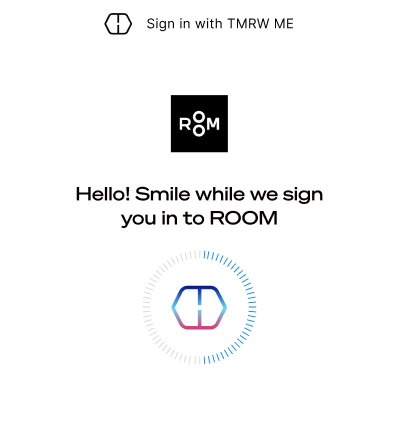 Sign in with TMRW ME
ROOM
Hello! Smile while we sign
you in to ROOM